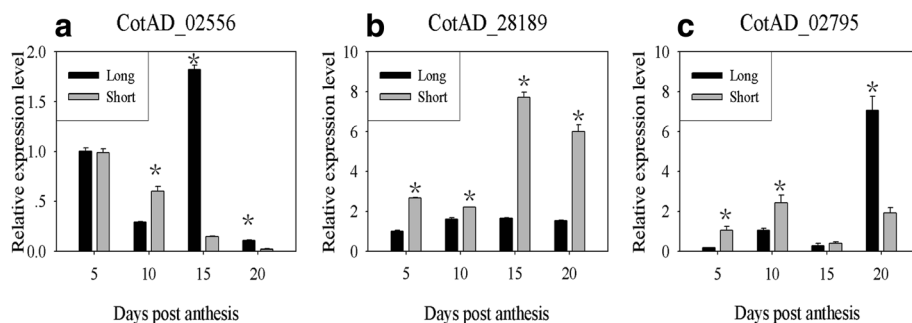 a CotAD_02556
Relative expression level
2.0
1.5
1.0
.5
0.0
Long
Short
*
*
*
5 10 15 20
Days post anthesis
b CotAD_28189
Relative expression level
10
8
6
4
2
0
Long
Short
*
*
*
*
5 10 15 20
Days post anthesis
c CotAD_02795
Relative expression level
10
8
6
4
2
0
Long
Short
*
*
*
5 10 15 20
Days post anthesis